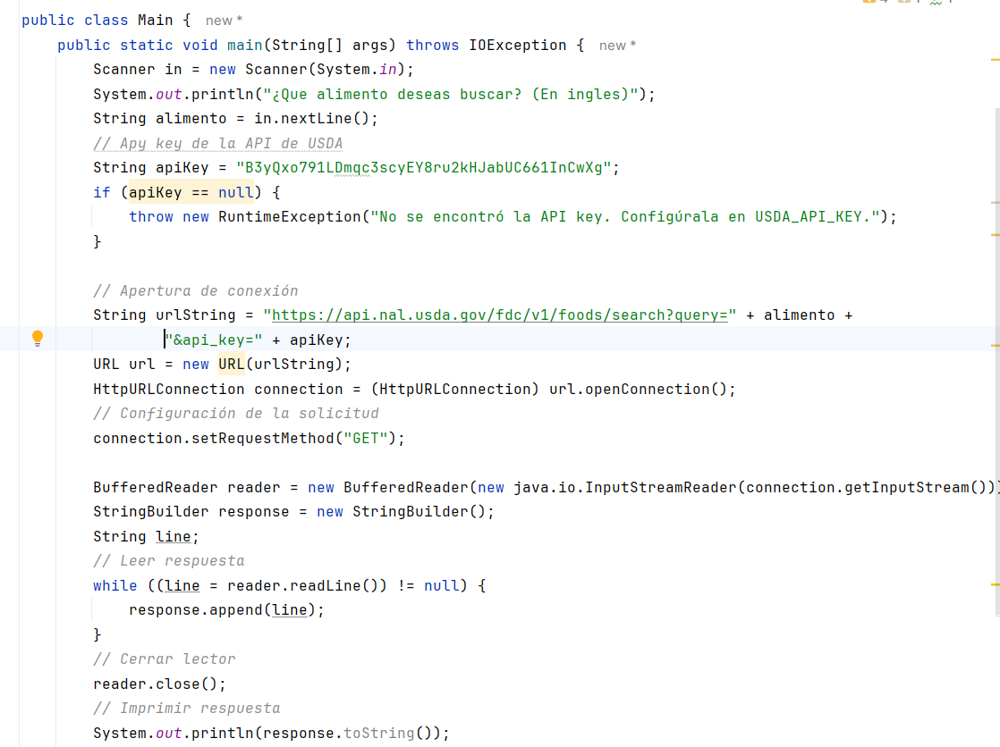 public class Main { new *
public static void main(String[] args) throws IOException { new *
Scanner in = new Scanner(System.in);
System.out.println("¿Que alimento deseas buscar? (En ingles)");
String alimento = in.nextLine();
// Apy key de la API de USDA
String apiKey = "B3yQxo791LDmqc3scyEY8ru2kHJabUC661InCwXg";
if (apiKey == null) {
throw new RuntimeException("No se encontró la API key. Configúrala en USDA_API_KEY.");
}
// Apertura de conexión
String urlString = "https://api.nal.usda.gov/fdc/v1/foods/search?query=" + alimento +
"&api_key=" + apiKey;
URL url = new URL(urlString);
HttpURLConnection connection = (HttpURLConnection) url.openConnection();
// Configuración de la solicitud
connection.setRequestMethod("GET");
BufferedReader reader = new BufferedReader(new java.io.InputStreamReader(connection.getInputStream()))
StringBuilder response = new StringBuilder();
String line;
// Leer respuesta
while ((line = reader.readLine()) != null) {
response.append(line);
}
// Cerrar lector
reader.close();
// Imprimir respuesta
System.out.println(response.toString());